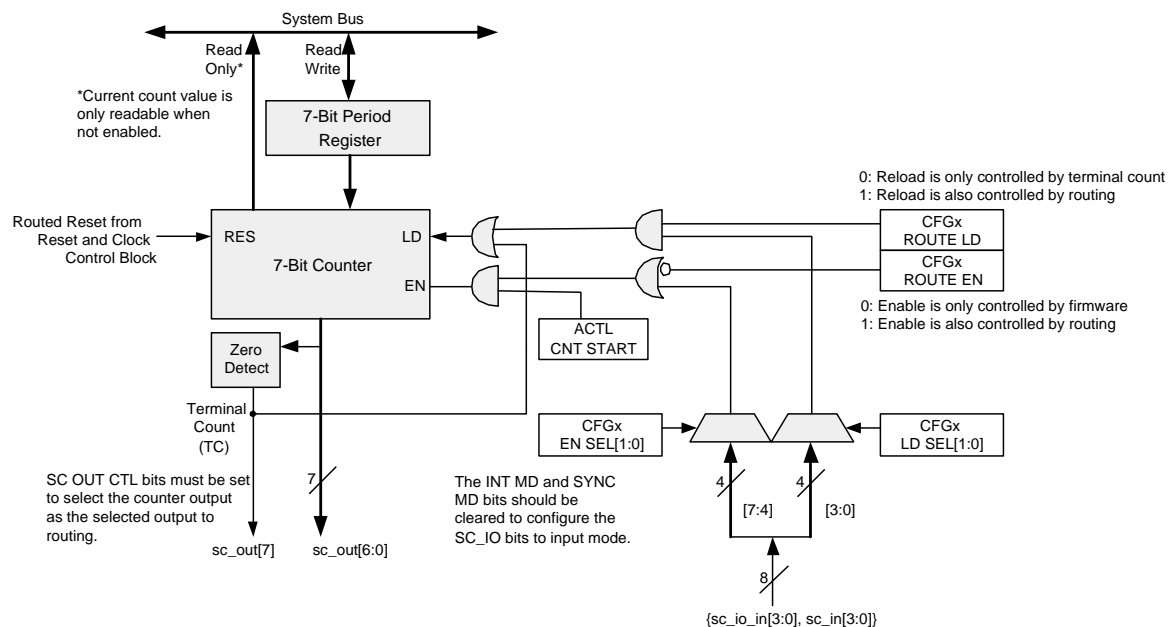 System Bus
Read
Only*
Read
Write
*Current count value is
only readable when
not enabled.
7-Bit Period
Register
0: Reload is only controlled by terminal count
1: Reload is also controlled by routing
Routed Reset from
Reset and Clock
Control Block
RES
LD
7-Bit Counter
EN
CFGx
ROUTE LD
CFGx
ROUTE EN
0: Enable is only controlled by firmware
1: Enable is also controlled by routing
ACTL
CNT START
Zero
Detect
Terminal
Count
(TC)
CFGx
EN SEL[1:0]
CFGx
LD SEL[1:0]
SC OUT CTL bits must be set
to select the counter output
as the selected output to
routing.
7
The INT MD and SYNC
MD bits should be
cleared to configure the
SC_IO bits to input mode.
4
4
[7:4]
[3:0]
sc_out[7]
sc_out[6:0]
8
{sc_io_in[3:0], sc_in[3:0]}